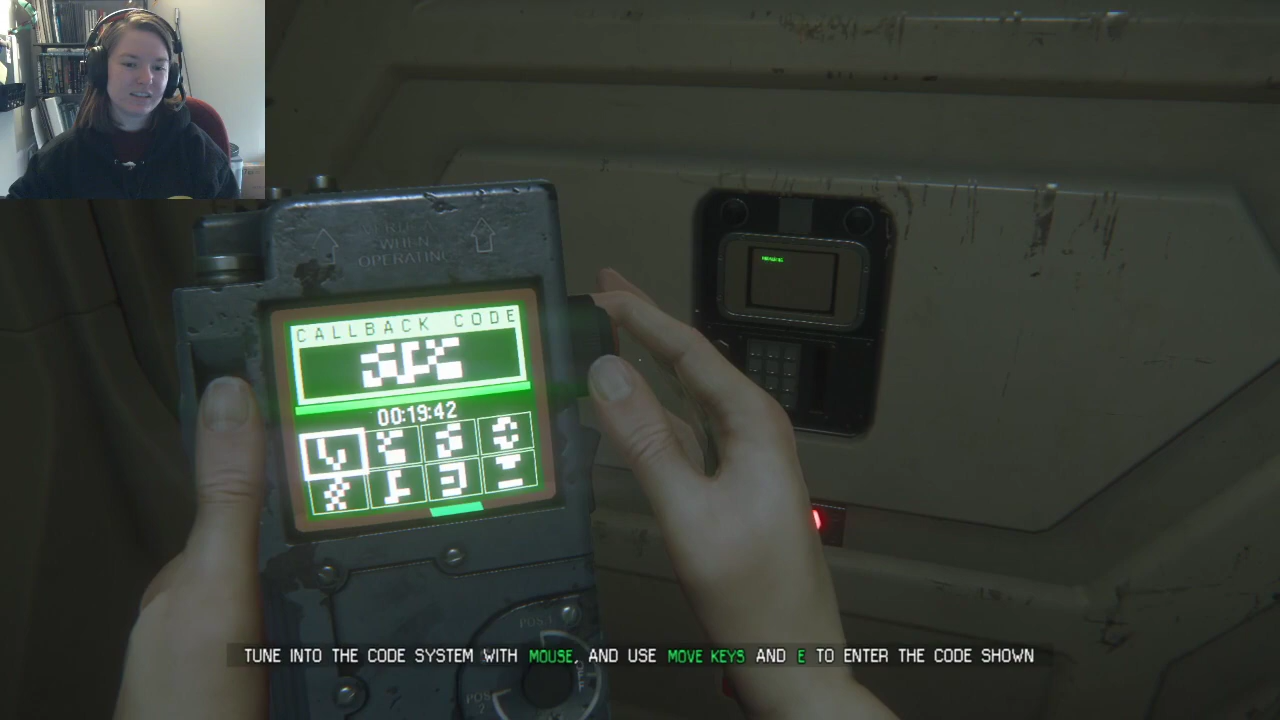 WHEN
OPERATING
CALLBACK CODE
00:19:42
POS.1
POS.
TUNE INTO THE CODE SYSTEM WITH MOUSE, AND USE MOVE KEYS AND E TO ENTER THE CODE SHOWN